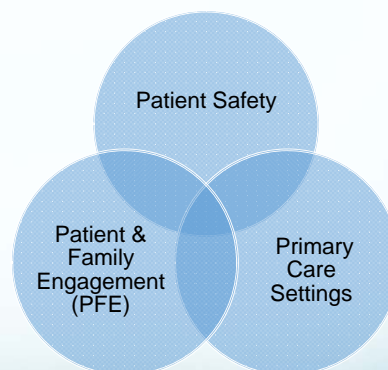 Patient Safety
Patient &
Family
Engagement
(PFE)
Primary
Care
Settings